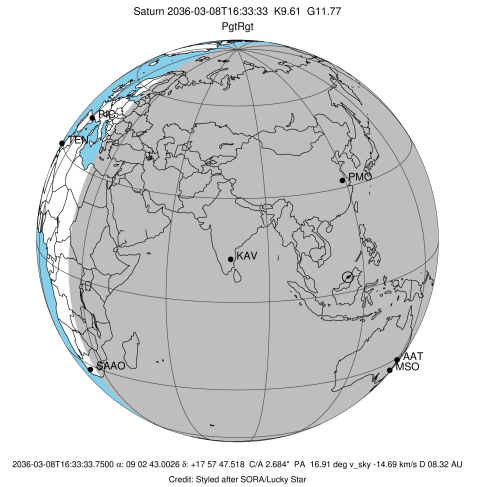 Saturn 2036-03-08T16:33:33 K9.61 G11.77
PgtRgt
PIC
TEN
PMO
KAV
SAAO
AAT
MSO
2036-03-08T16:33:33.7500 α: 09 02 43.0026 δ: +17 57 47.518 C/A 2.684" PA 16.91 deg v_sky -14.69 km/s D 08.32 AU
Credit: Styled after SORA/Lucky Star